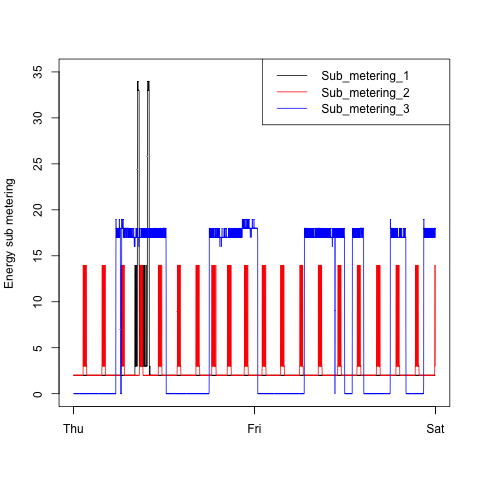 Sub_metering_1
Sub_metering_2
Sub_metering_3
Energy sub metering
35
30
25
20
15
10
5
0
Thu Fri Sat